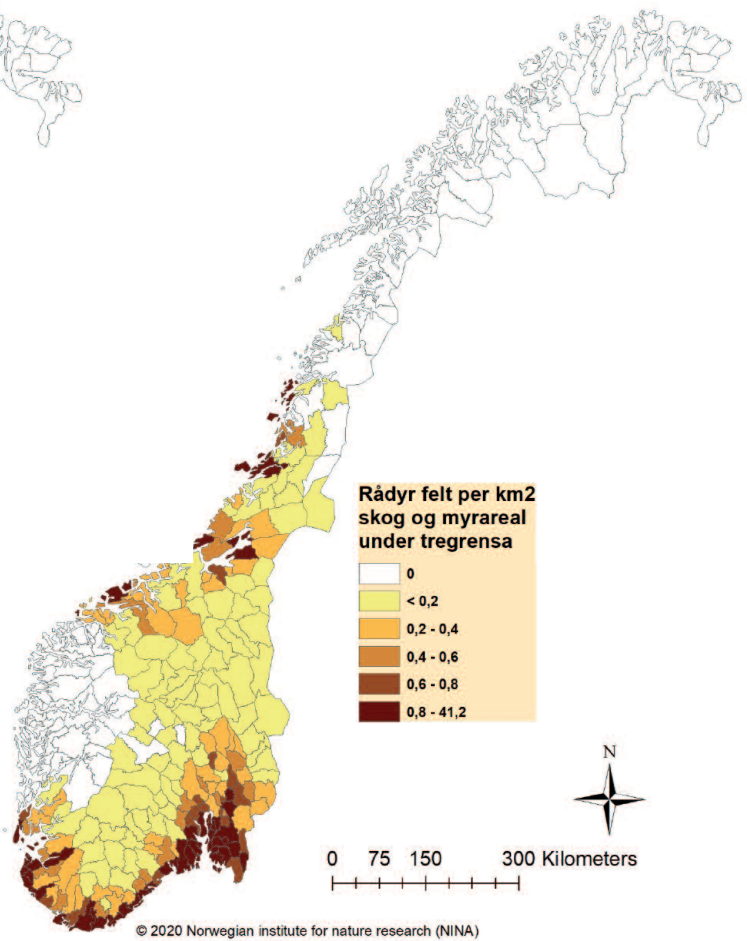 Rådyr felt per km2
skog og myrareal
under tregrensa
0
< 0,2
0,2 - 0,4
0,4 - 0,6
0,6 - 0,8
0,8 - 41,2
N
0 75 150 300 Kilometers
© 2020 Norwegian institute for nature research (NINA)